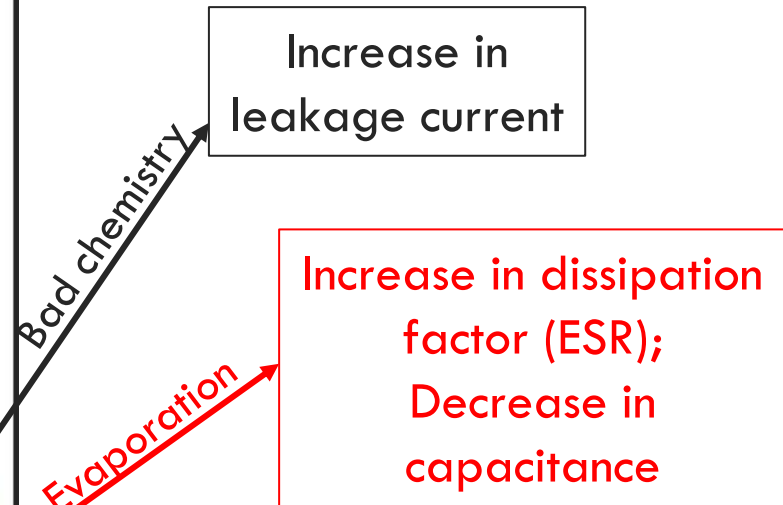 Increase in
leakage current
Bad chemistry
Increase in dissipation
factor (ESR);
Decrease in
capacitance
Evaporation